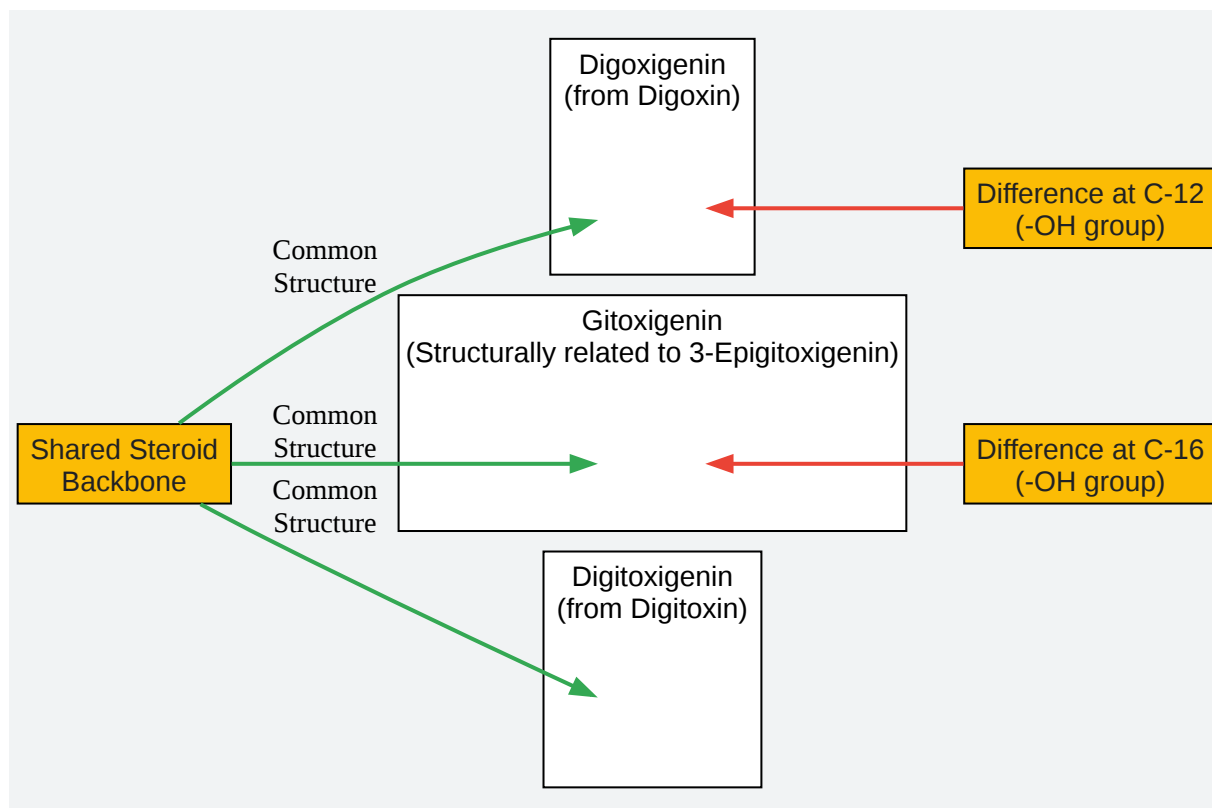 Digoxigenin
(from Digoxin)
Difference at C-12
(-OH group)
Common
Structure
Gitoxigenin
(Structurally related to 3-Epigitoxigenin)
Common
Structure
Shared Steroid
Backbone
Difference at C-16
(-OH group)
Common
Structure
Digitoxigenin
(from Digitoxin)